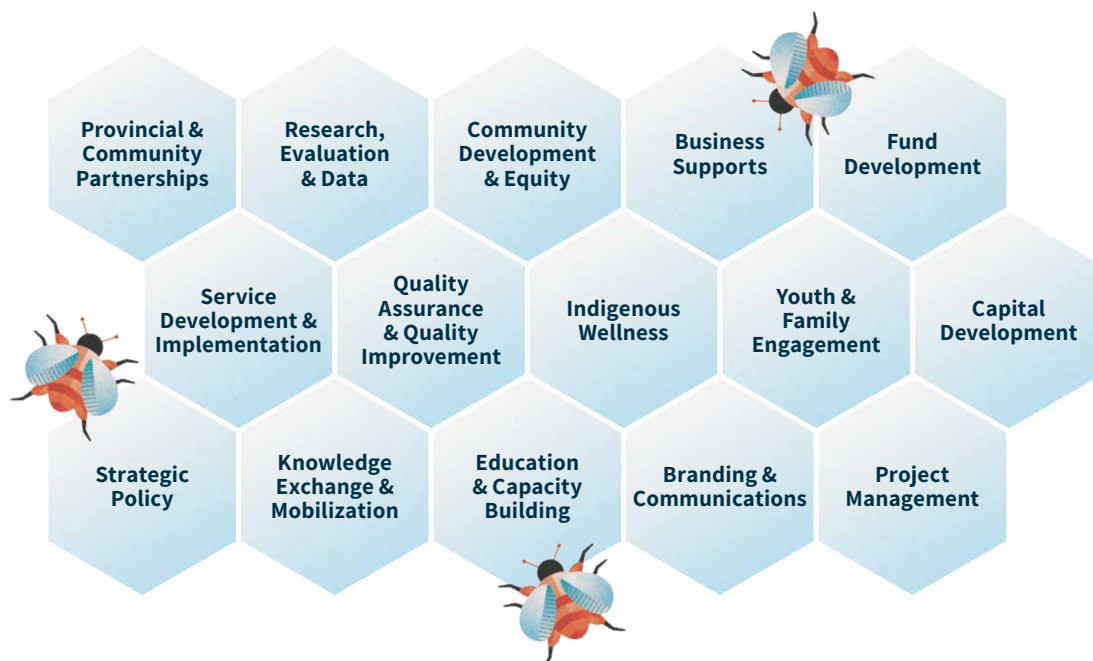 Provincial &
Community
Partnerships
Research,
Evaluation
& Data
Community
Development
& Equity
Business
Supports
Fund
Development
Service
Development &
Implementation
Quality
Assurance
& Quality
Improvement
Indigenous
Wellness
Youth &
Family
Engagement
Capital
Development
Strategic
Policy
Knowledge
Exchange &
Mobilization
Education
& Capacity
Building
Branding &
Communications
Project
Management